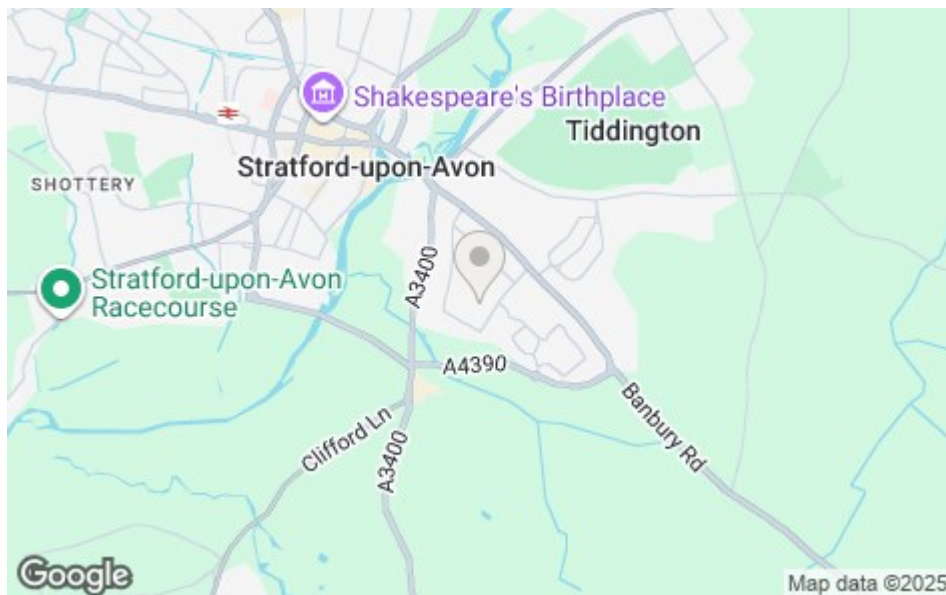 Shakespeare's Birthplace
Tiddington
Stratford-upon-Avon
SHOTTERY
Stratford-upon-Avon
Racecourse
A3400
A4390
Banbury Rd
Clifford Ln
A3400
Google
Map data ©2025